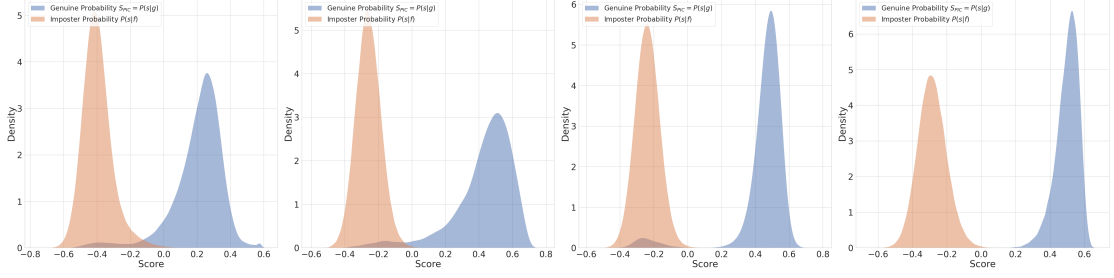 Genuine Probability S_PIC = P(s|g)
Imposter Probability P(s|f)
5
4
3
2
1
0
Density
−0.8 −0.6 −0.4 −0.2 0.0 0.2 0.4 0.6
Score
Genuine Probability S_PIC = P(s|g)
Imposter Probability P(s|f)
5
4
3
2
1
0
Density
−0.6 −0.4 −0.2 0.0 0.2 0.4 0.6 0.8
Score
Genuine Probability S_PIC = P(s|g)
Imposter Probability P(s|f)
6
5
4
3
2
1
0
Density
−0.6 −0.4 −0.2 0.0 0.2 0.4 0.6 0.8
Score
Genuine Probability S_PIC = P(s|g)
Imposter Probability P(s|f)
6
5
4
3
2
1
0
Density
−0.6 −0.4 −0.2 0.0 0.2 0.4 0.6
Score